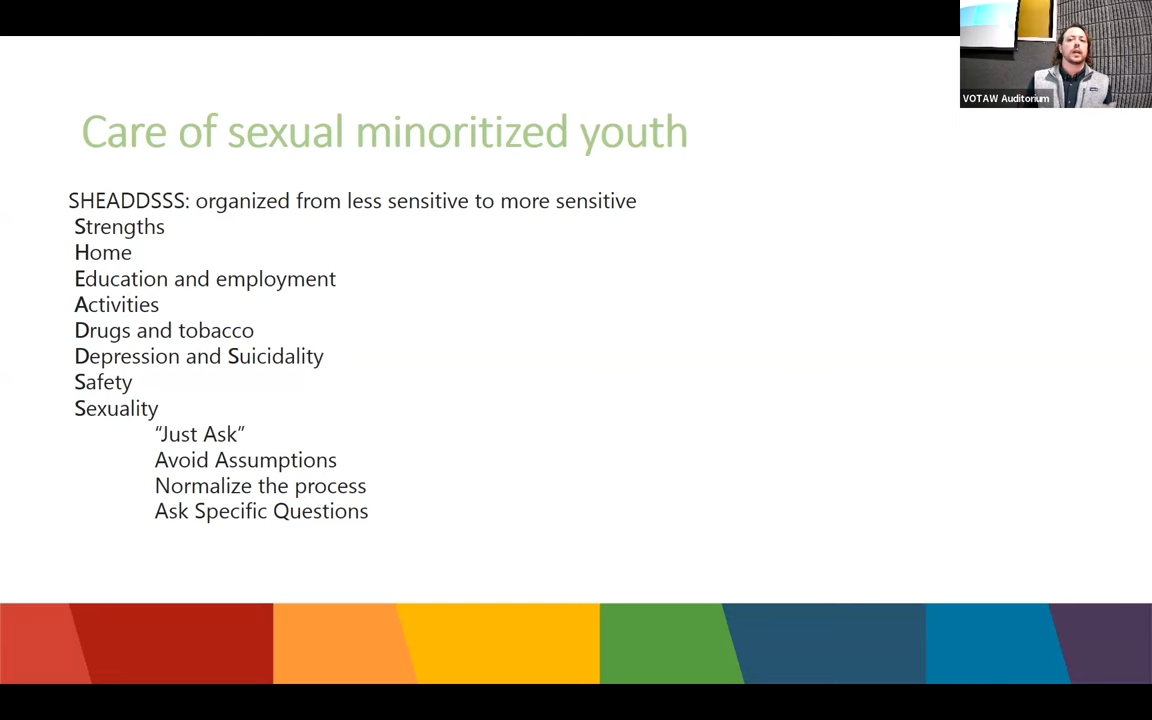 VOTAW Auditorium
Care of sexual minoritized youth
SHEADDSSS: organized from less sensitive to more sensitive
Strengths
Home
Education and employment
Activities
Drugs and tobacco
Depression and Suicidality
Safety
Sexuality
“Just Ask”
Avoid Assumptions
Normalize the process
Ask Specific Questions